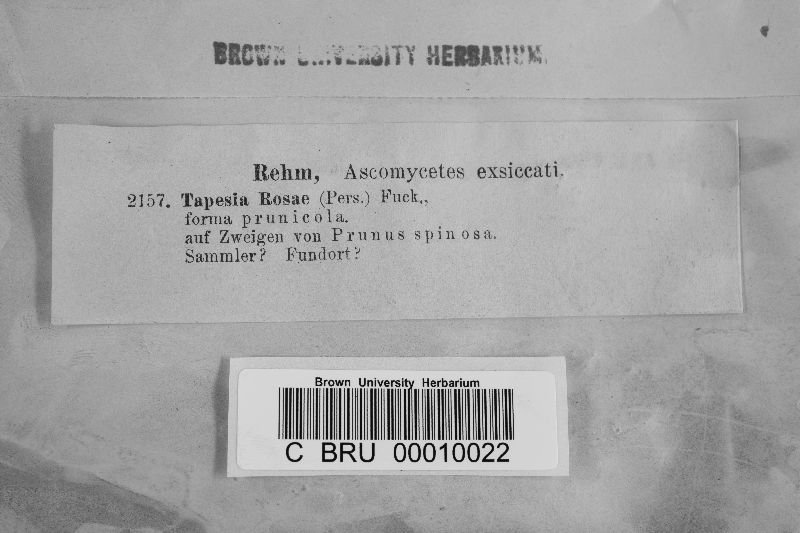 BROWN UNIVERSITY HERBARIUM.
Rehm, Ascomycetes exsiccati.
2157. Tapesia Rosae (Pers.) Fuck.,
forma prunicola.
auf Zweigen von Prunus spinosa.
Sammler? Fundort?
Brown University Herbarium
C BRU 00010022